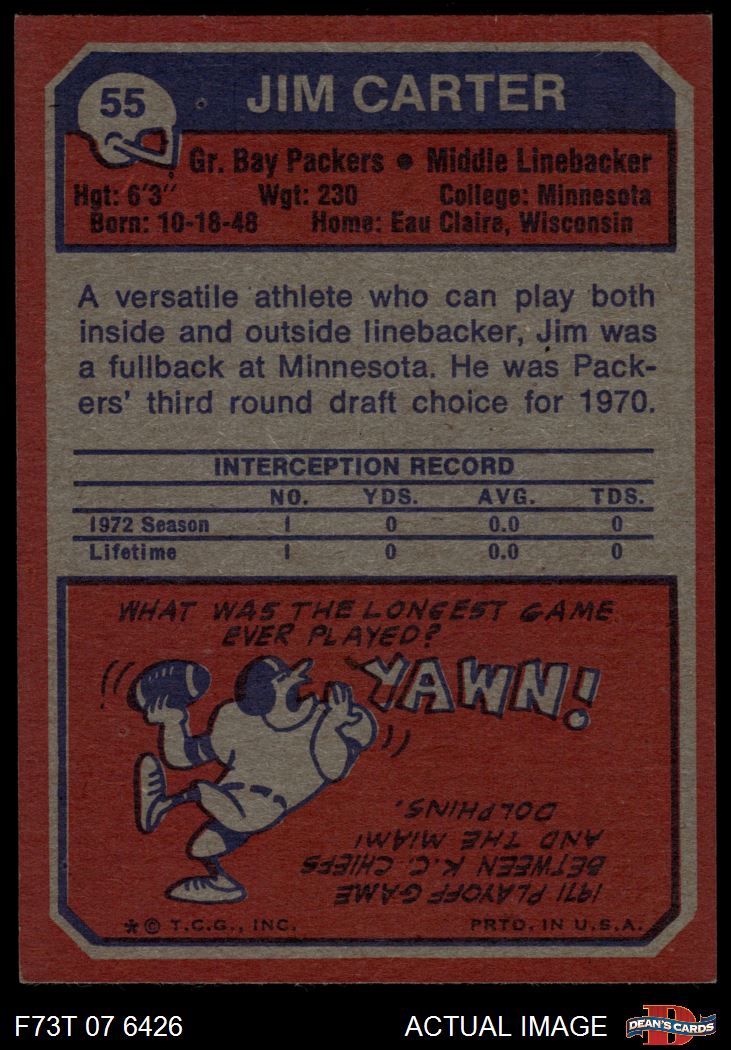 55
JIM CARTER
Gr. Bay Packers • Middle Linebacker
Hgt: 6'3" Wgt: 230 College: Minnesota
Born: 10-18-48 Home: Eau Claire, Wisconsin
A versatile athlete who can play both
inside and outside linebacker, Jim was
a fullback at Minnesota. He was Pack-
ers' third round draft choice for 1970.
INTERCEPTION RECORD
NO. YDS. AVG. TDS.
1972 Season 1 0 0.0 0
Lifetime 1 0 0.0 0
WHAT WAS THE LONGEST GAME
EVER PLAYED?
YAWN!
1971 PLAYOFF GAME
BETWEEN K.C. CHIEFS
AND THE MIAMI
DOLPHINS.
*© T.C.G., INC. PRTD. IN U.S.A.
F73T 07 6426 ACTUAL IMAGE DEAN'S CARDS